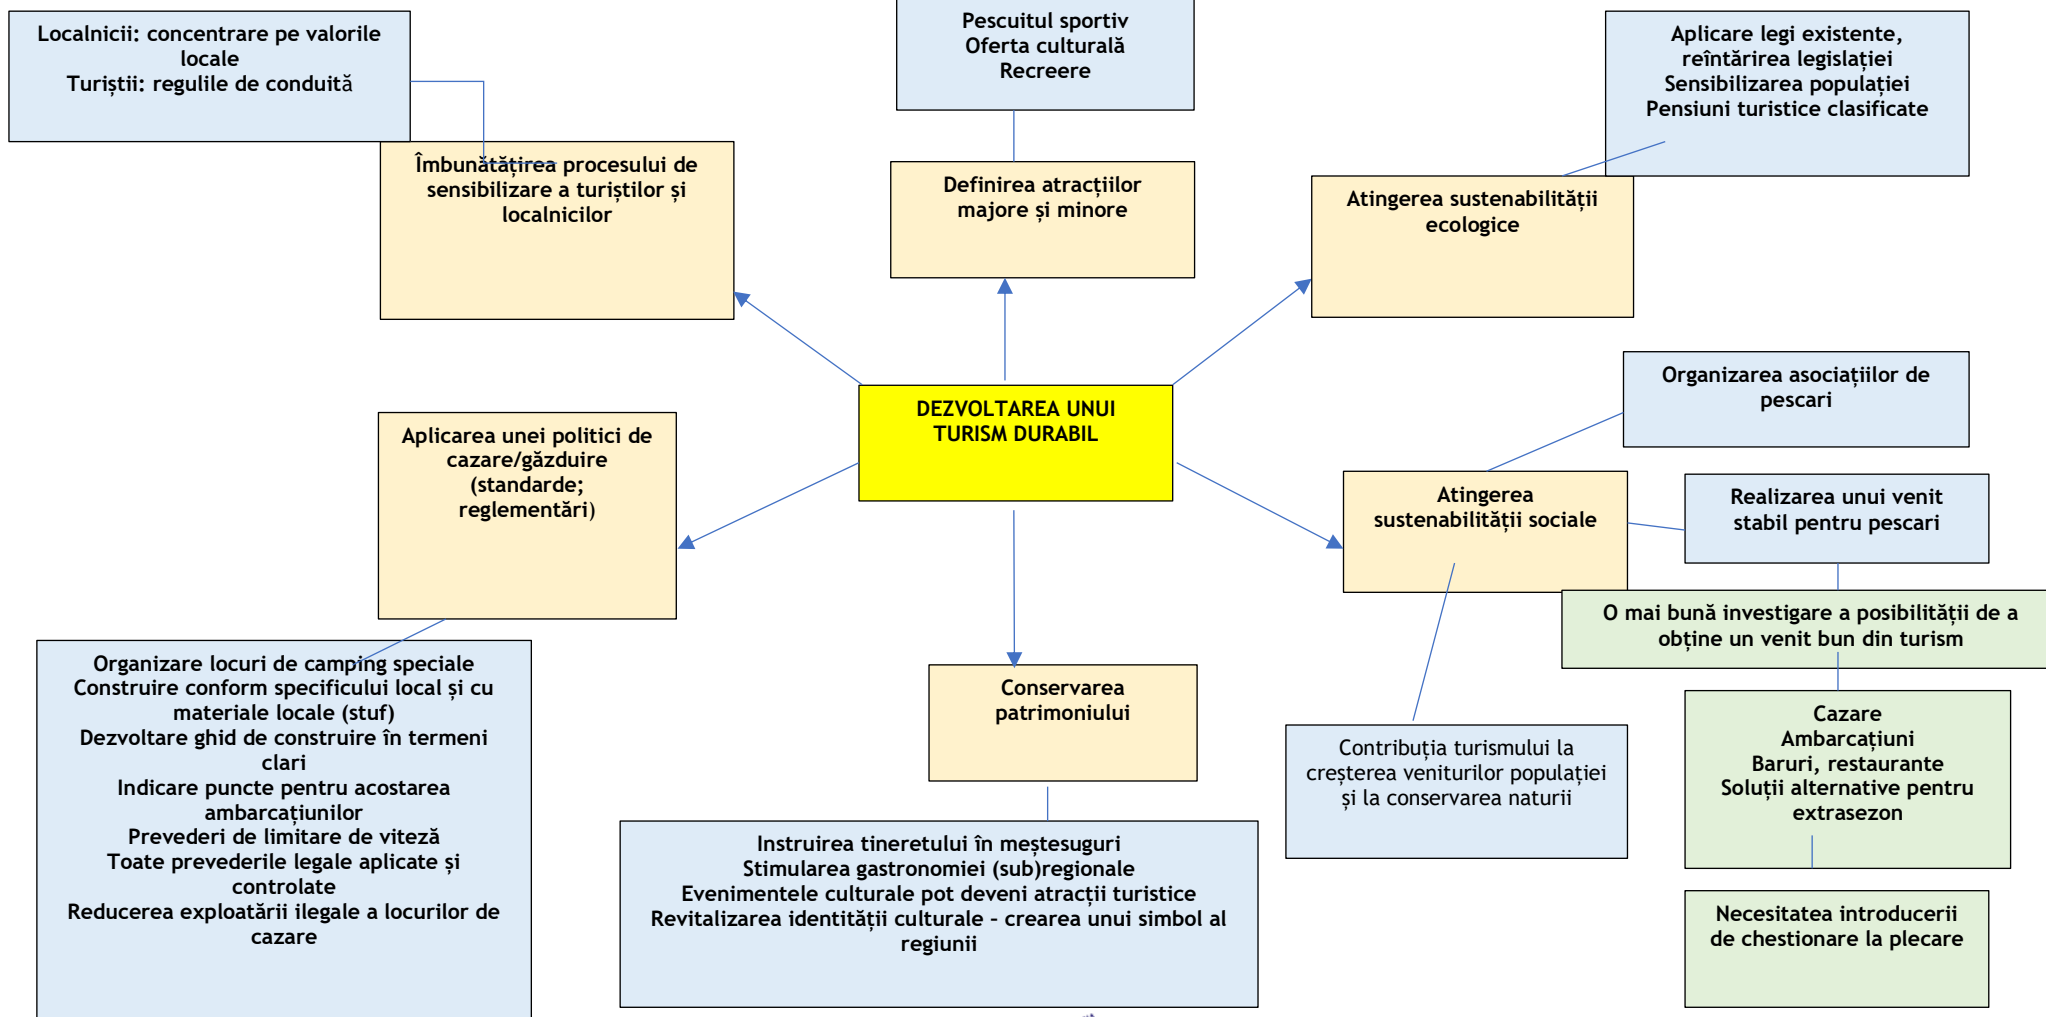 Localnicii: concentrare pe valorile
locale
Turiștii: regulile de conduită
Pescuitul sportiv
Oferta culturală
Recreere
Aplicare legi existente,
reîntărirea legislației
Sensibilizarea populației
Pensiuni turistice clasificate
Îmbunătățirea procesului de
sensibilizare a turiștilor și
localnicilor
Definirea atracțiilor
majore și minore
Atingerea sustenabilității
ecologice
DEZVOLTAREA UNUI
TURISM DURABIL
Organizarea asociațiilor de
pescari
Aplicarea unei politici de
cazare/găzduire
(standarde;
reglementări)
Atingerea
sustenabilității sociale
Realizarea unui venit
stabil pentru pescari
O mai bună investigare a posibilității de a
obține un venit bun din turism
Organizare locuri de camping speciale
Construire conform specificului local și cu
materiale locale (stuf)
Dezvoltare ghid de construire în termeni
clari
Indicare puncte pentru acostarea
ambarcațiunilor
Prevederi de limitare de viteză
Toate prevederile legale aplicate și
controlate
Reducerea exploatării ilegale a locurilor de
cazare
Conservarea
patrimoniului
Contribuția turismului la
creșterea veniturilor populației
și la conservarea naturii
Cazare
Ambarcațiuni
Baruri, restaurante
Soluții alternative pentru
extrasezon
Instruirea tineretului în meștesuguri
Stimularea gastronomiei (sub)regionale
Evenimentele culturale pot deveni atracții turistice
Revitalizarea identității culturale – crearea unui simbol al
regiunii
Necesitatea introducerii
de chestionare la plecare